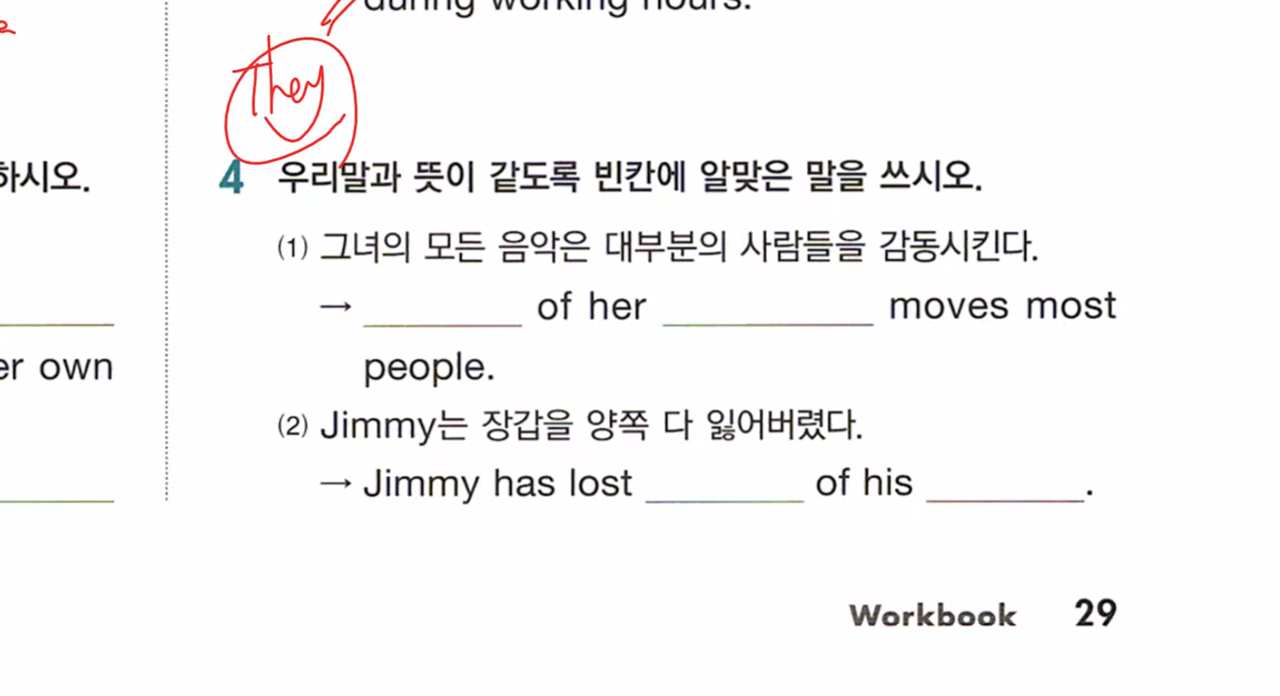 during working hours.
They
하시오.
er own
4 우리말과 뜻이 같도록 빈칸에 알맞은 말을 쓰시오.
(1) 그녀의 모든 음악은 대부분의 사람들을 감동시킨다.
→ ________ of her ________ moves most
people.
(2) Jimmy는 장갑을 양쪽 다 잃어버렸다.
→ Jimmy has lost ________ of his ________.
Workbook 29